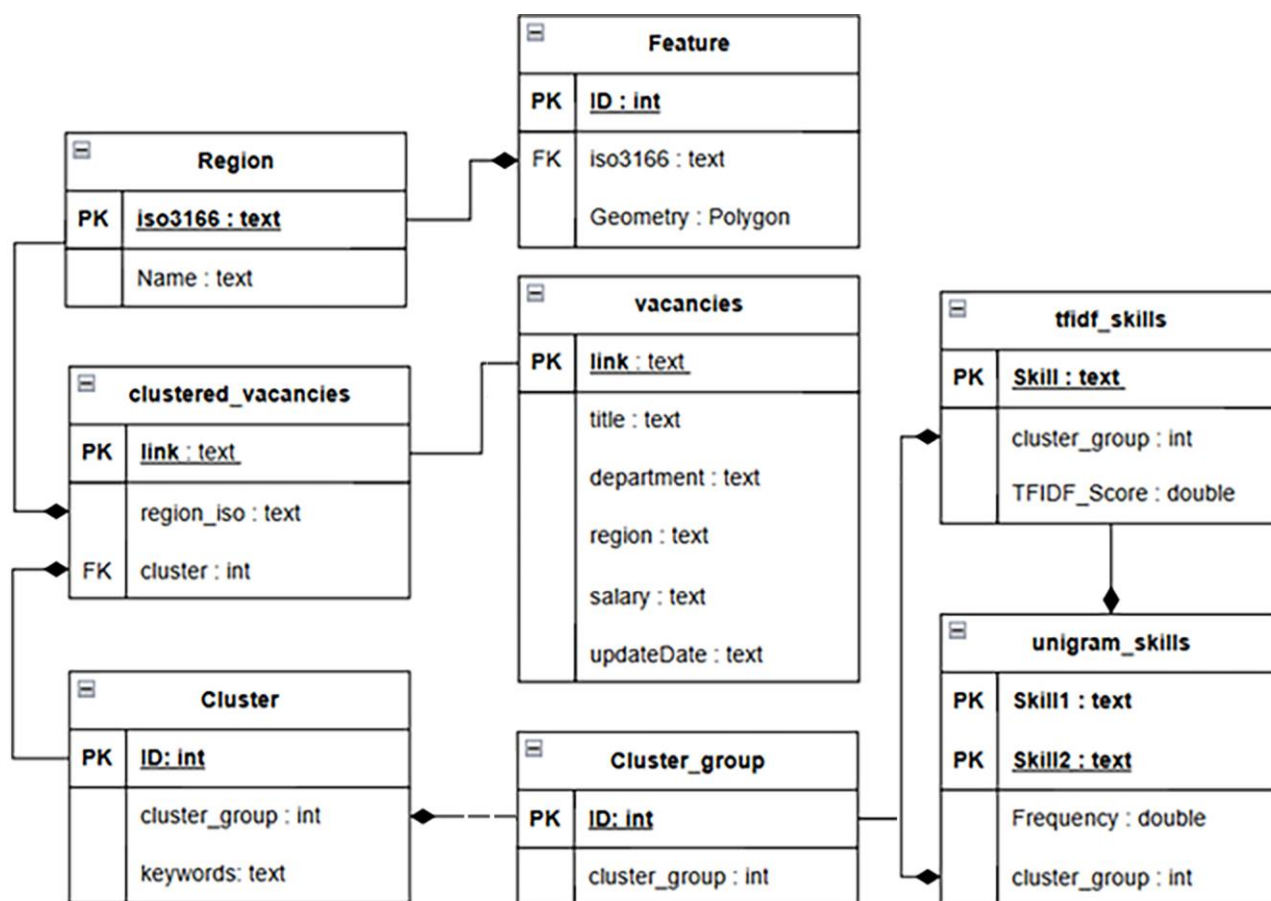 Feature
PK ID : int
FK iso3166 : text
Geometry : Polygon
Region
PK iso3166 : text
Name : text
vacancies
PK link : text
title : text
department : text
region : text
salary : text
updateDate : text
clustered_vacancies
PK link : text
region_iso : text
FK cluster : int
tfidf_skills
PK Skill : text
cluster_group : int
TFIDF_Score : double
unigram_skills
PK Skill1 : text
PK Skill2 : text
Frequency : double
cluster_group : int
Cluster
PK ID: int
cluster_group : int
keywords: text
Cluster_group
PK ID: int
cluster_group : int